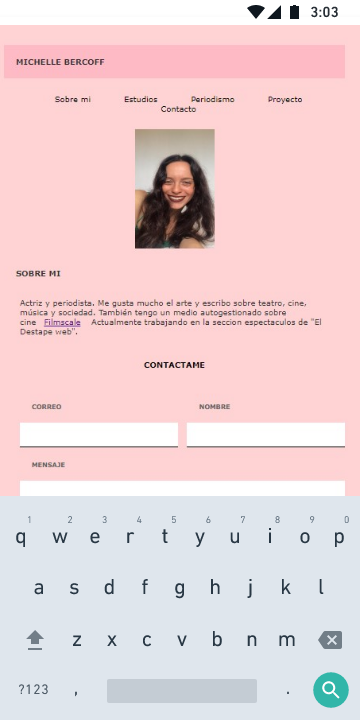 3:03
MICHELLE BERCOFF
Sobre mi Estudios Periodismo Proyecto
Contacto
SOBRE MI
Actriz y periodista. Me gusta mucho el arte y escribo sobre teatro, cine,
música y sociedad. También tengo un medio autogestionado sobre
cine Filmscale Actualmente trabajando en la seccion espectaculos de "El
Destape web".
CONTACTAME
CORREO NOMBRE
MENSAJE
1 2 3 4 5 6 7 8 9 0
q w e r t y u i o p
a s d f g h j k l
z x c v b n m
?123 , .